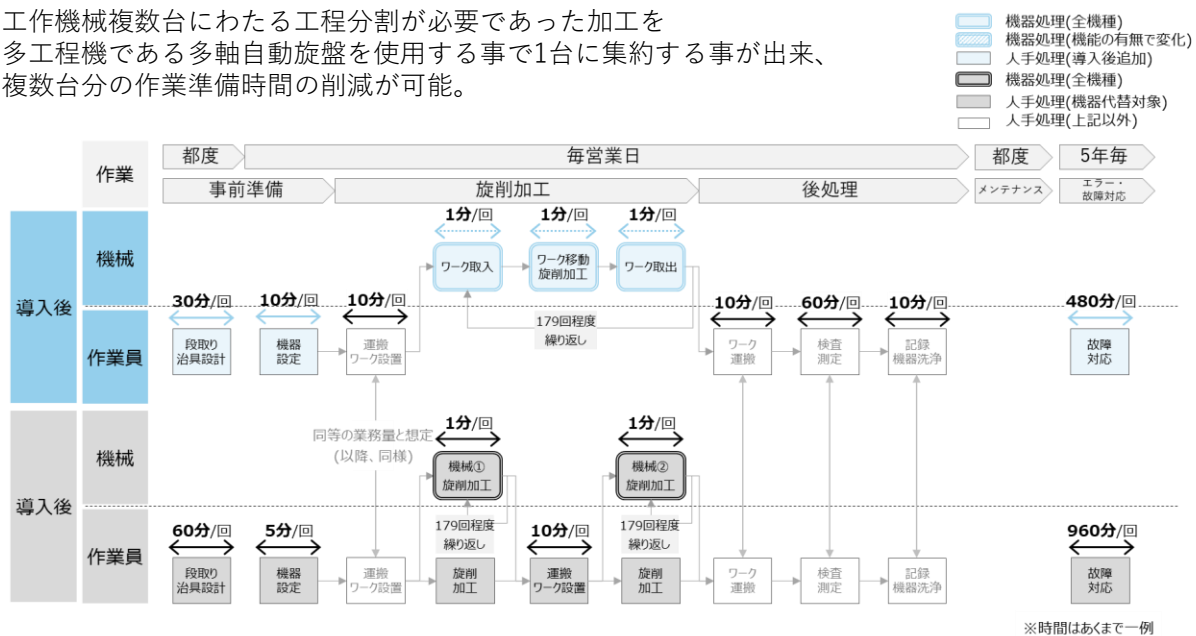 工作機械複数台にわたる工程分割が必要であった加工を
多工程機である多軸自動旋盤を使用する事で1台に集約する事が出来、
複数台分の作業準備時間の削減が可能。
機器処理(全機種)
機器処理(機能の有無で変化)
人手処理(導入後追加)
機器処理(全機種)
人手処理(機器代替対象)
人手処理(上記以外)
作業
都度
毎営業日
都度
5年毎
事前準備
旋削加工
後処理
メンテナンス
エラー・
故障対応
導入後
機械
1分/回
1分/回
1分/回
ワーク取入
ワーク移動
旋削加工
ワーク取出
179回程度
繰り返し
作業員
30分/回
10分/回
10分/回
10分/回
60分/回
10分/回
480分/回
段取り
治具設計
機器
設定
運搬
ワーク設置
ワーク
運搬
検査
測定
記録
機器洗浄
故障
対応
同等の業務量と想定
(以降、同様)
導入後
機械
1分/回
1分/回
機械①
旋削加工
機械②
旋削加工
179回程度
繰り返し
179回程度
繰り返し
作業員
60分/回
5分/回
10分/回
960分/回
段取り
治具設計
機器
設定
運搬
ワーク設置
旋削
加工
運搬
ワーク設置
旋削
加工
ワーク
運搬
検査
測定
記録
機器洗浄
故障
対応
※時間はあくまで一例